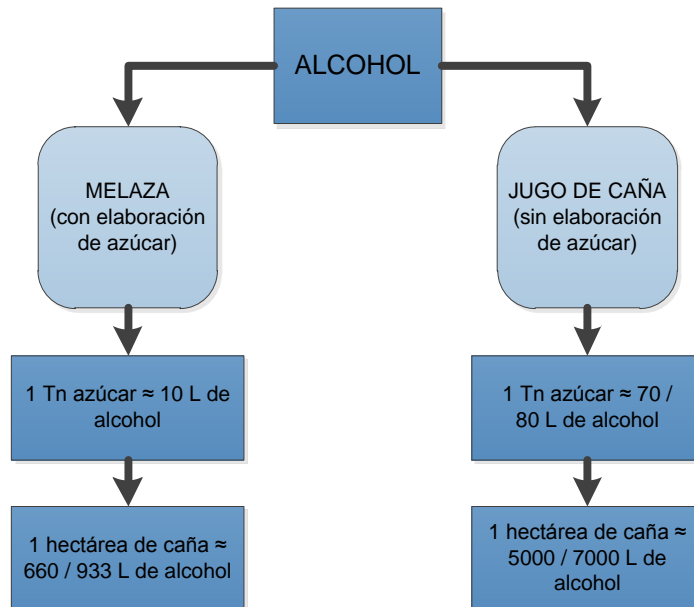 ALCOHOL
MELAZA
(con elaboración
de azúcar)
1 Tn azúcar ≈ 10 L de
alcohol
1 hectárea de caña ≈
660 / 933 L de alcohol
JUGO DE CAÑA
(sin elaboración
de azúcar)
1 Tn azúcar ≈ 70 /
80 L de alcohol
1 hectárea de caña ≈
5000 / 7000 L de
alcohol